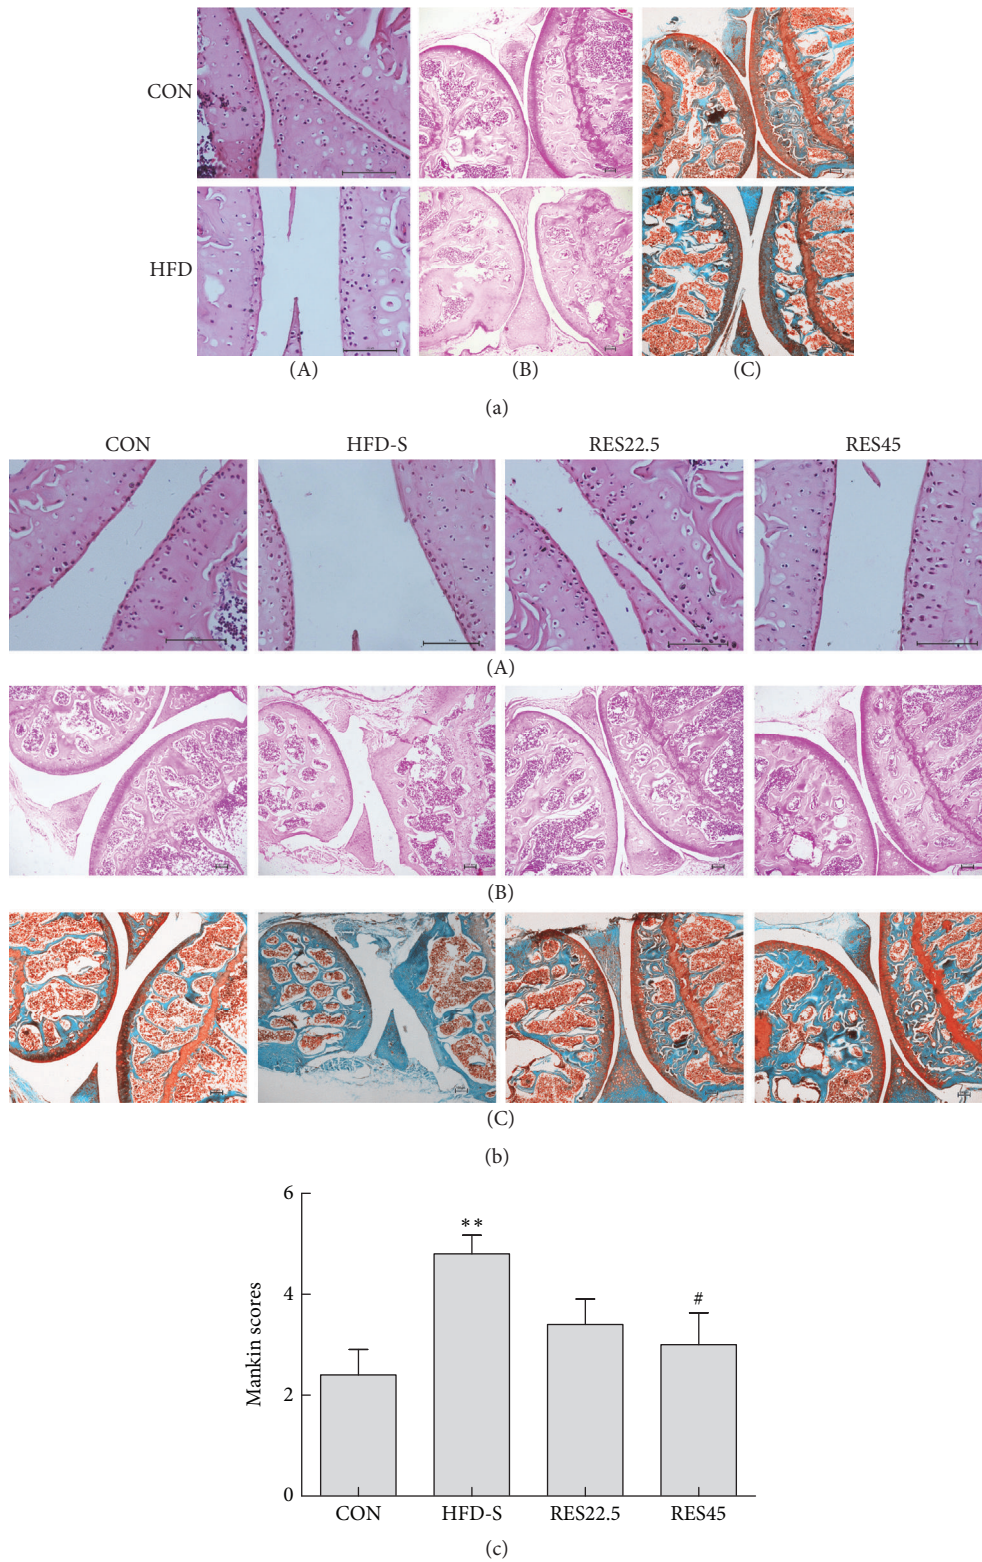 CON
HFD
(A)
(B)
(C)
(a)
CON
HFD-S
RES22.5
RES45
(A)
(B)
(C)
(b)
6
**
4
#
2
0
Mankin scores
CON
HFD-S
RES22.5
RES45
(c)